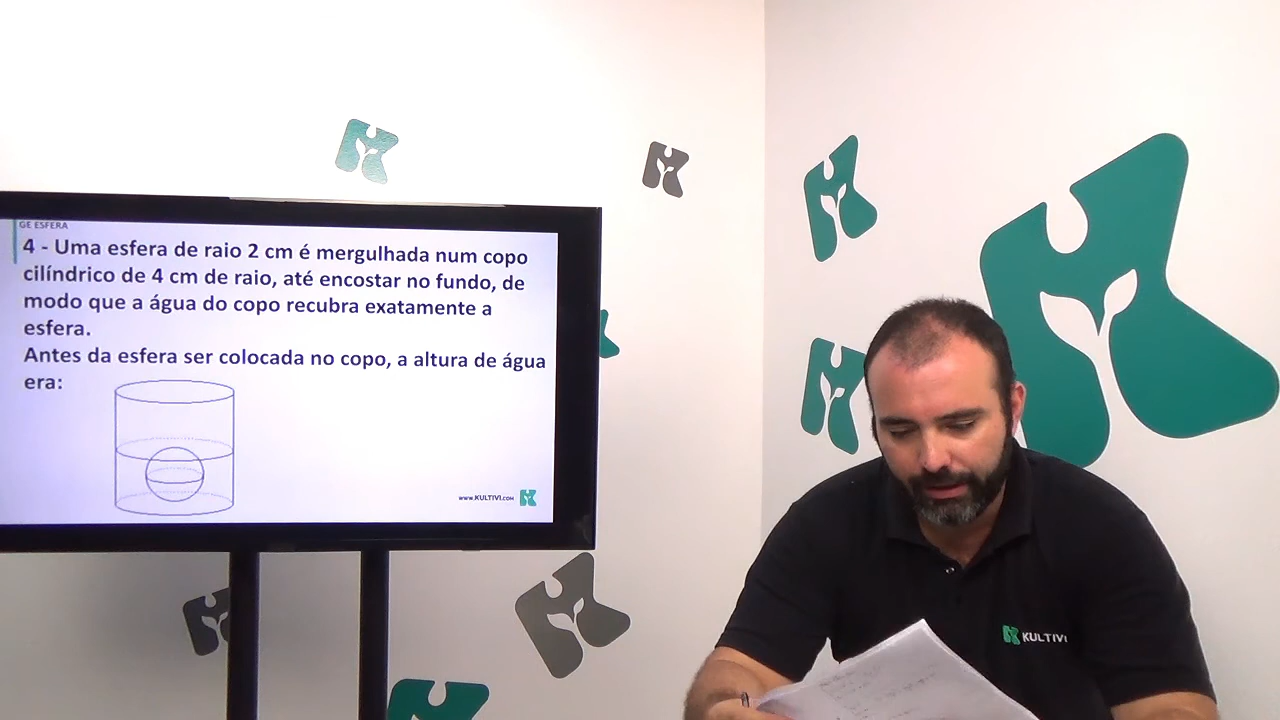 GE ESFERA
4 - Uma esfera de raio 2 cm é mergulhada num copo
cilíndrico de 4 cm de raio, até encostar no fundo, de
modo que a água do copo recubra exatamente a
esfera.
Antes da esfera ser colocada no copo, a altura de água
era:
www.KULTIVI.COM
KULTIVI